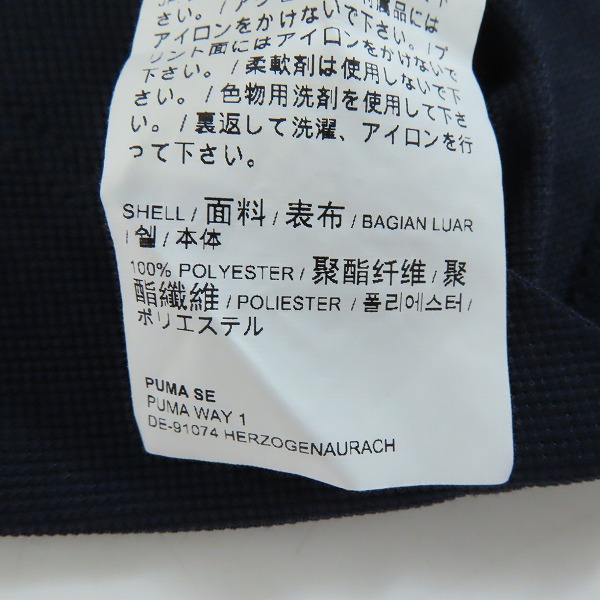 さい。/アク
属品には
アイロンをかけないで下さい。/プ
リント面にはアイロンをかけないで
下さい。/柔軟剤は使用しないで下
さい。/色物用洗剤を使用して下さ
い。/裏返して洗濯、アイロンを行
って下さい。
SHELL / 面料 / 表布 / BAGIAN LUAR
/ 쉘 / 本体
100% POLYESTER / 聚酯纤维 / 聚
酯纖維 / POLIESTER / 폴리에스터 /
ポリエステル
PUMA SE
PUMA WAY 1
DE-91074 HERZOGENAURACH